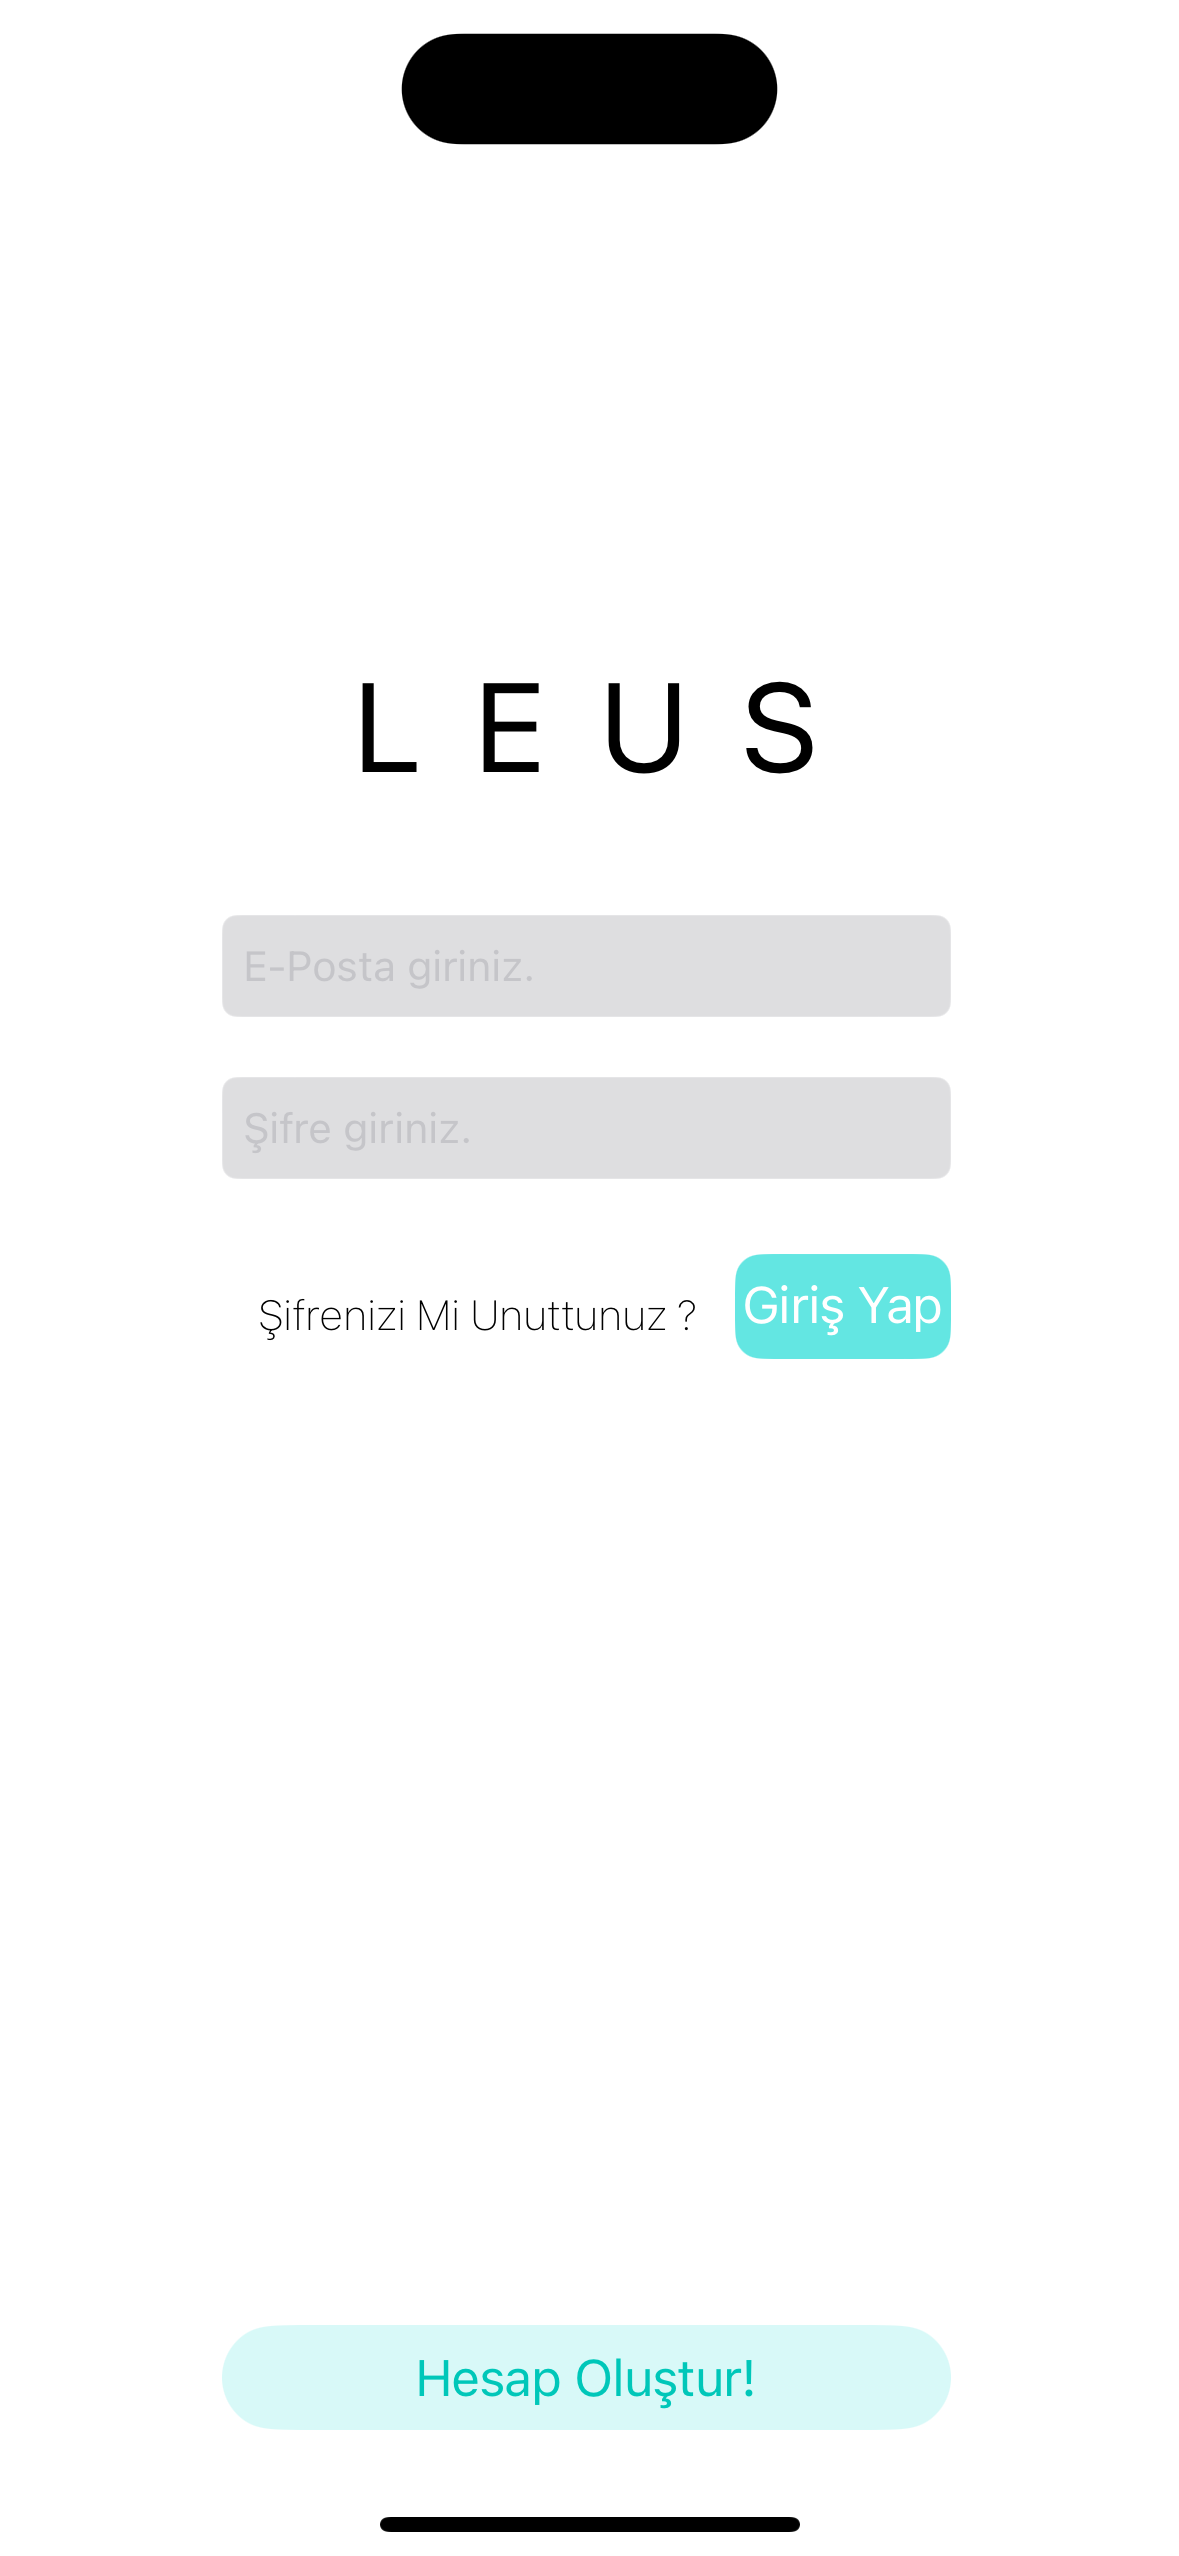 L E U S
E-Posta giriniz.
Şifre giriniz.
Şifrenizi Mi Unuttunuz ?
Giriş Yap
Hesap Oluştur!